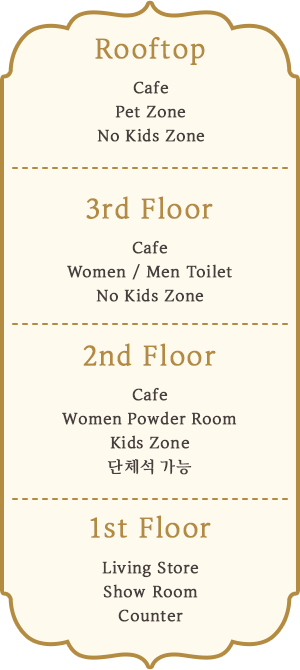 Rooftop
Cafe
Pet Zone
No Kids Zone
3rd Floor
Cafe
Women / Men Toilet
No Kids Zone
2nd Floor
Cafe
Women Powder Room
Kids Zone
단체석 가능
1st Floor
Living Store
Show Room
Counter